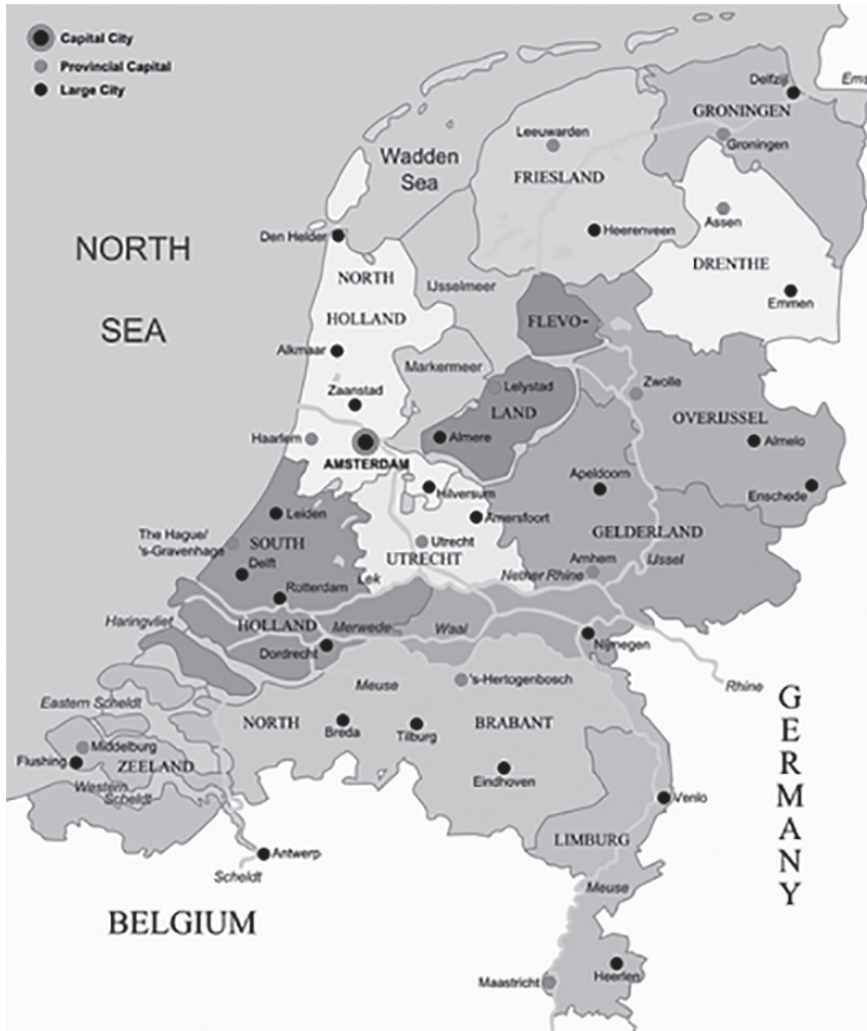 Capital City
Provincial Capital
Large City
Delfzijl
GRONINGEN
Groningen
Leeuwarden
Wadden
Sea
FRIESLAND
Assen
Den Helder
Heerenveen
NORTH
SEA
DRENTHE
NORTH
HOLLAND
IJsselmeer
Emmen
FLEVO-
Alkmaar
Markermeer
Zaanstad
Lelystad
Zwolle
LAND
OVERIJSSEL
Haarlem
Almere
Almelo
AMSTERDAM
Apeldoorn
Hilversum
Enschede
Leiden
Amersfoort
The Hague/
's-Gravenhage
SOUTH
Utrecht
GELDERLAND
UTRECHT
Arnhem
IJssel
Delft
Lek
Nether Rhine
Rotterdam
Haringvliet
HOLLAND
Merwede
Waal
Dordrecht
Nijmegen
Meuse
's-Hertogenbosch
Rhine
Eastern Scheldt
NORTH
BRABANT
Breda
Tilburg
Middelburg
Flushing
ZEELAND
Eindhoven
Western
Scheldt
Venlo
GERMANY
LIMBURG
Antwerp
Scheldt
Meuse
BELGIUM
Maastricht
Heerlen